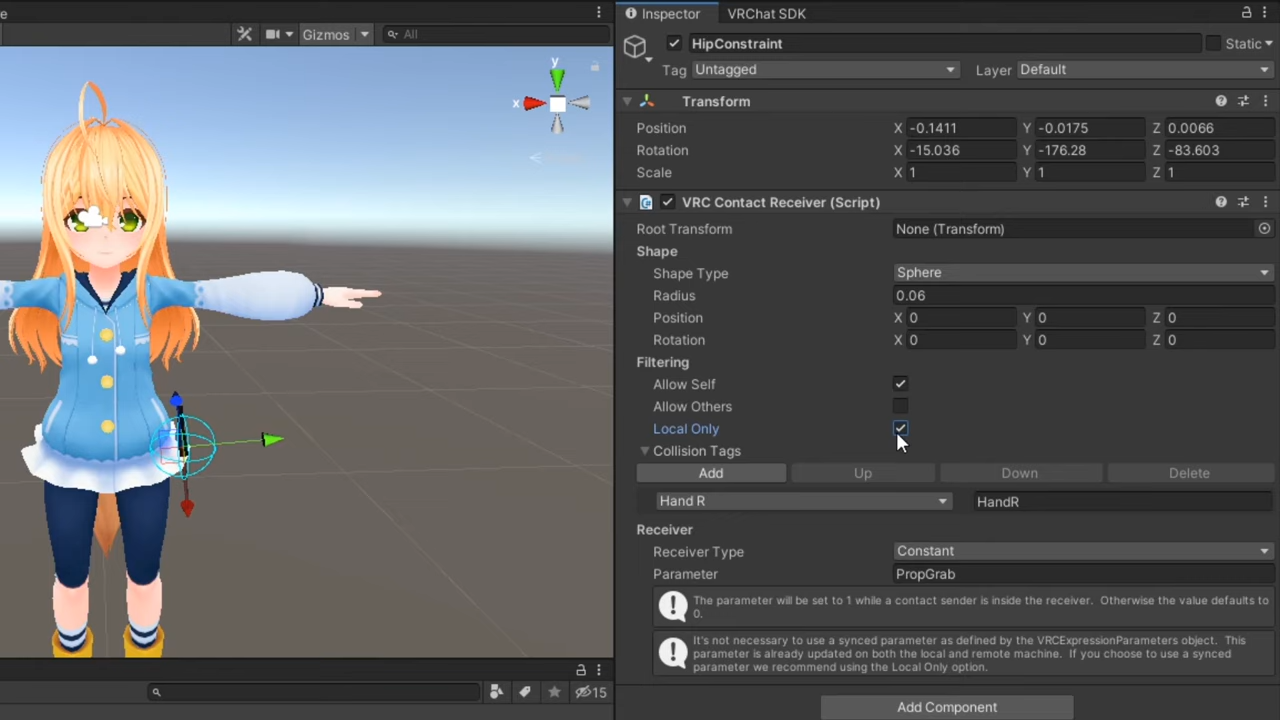 e
Gizmos
All
y
x
15
Inspector
VRChat SDK
HipConstraint
Static
Tag Untagged Layer Default
Transform
Position X -0.1411 Y -0.0175 Z 0.0066
Rotation X -15.036 Y -176.28 Z -83.603
Scale X 1 Y 1 Z 1
VRC Contact Receiver (Script)
Root Transform None (Transform)
Shape
Shape Type Sphere
Radius 0.06
Position X 0 Y 0 Z 0
Rotation X 0 Y 0 Z 0
Filtering
Allow Self
Allow Others
Local Only
Collision Tags
Add Up Down Delete
Hand R HandR
Receiver
Receiver Type Constant
Parameter PropGrab
The parameter will be set to 1 while a contact sender is inside the receiver. Otherwise the value defaults to
0.
It's not necessary to use a synced parameter as defined by the VRCExpressionParameters object. This
parameter is already updated on both the local and remote machine. If you choose to use a synced
parameter we recommend using the Local Only option.
Add Component